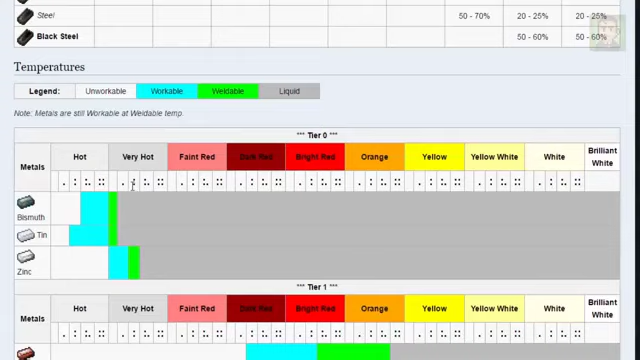 Steel 50 - 70% 20 - 25% 20 - 25%
Black Steel 50 - 60% 50 - 60%
Temperatures
Legend: Unworkable Workable Weldable Liquid
Note: Metals are still Workable at Weldable temp.
*** Tier 0 ***
Metals Hot Very Hot Faint Red Dark Red Bright Red Orange Yellow Yellow White White Brilliant White
Bismuth
Tin
Zinc
*** Tier 1 ***
Metals Hot Very Hot Faint Red Dark Red Bright Red Orange Yellow Yellow White White Brilliant White